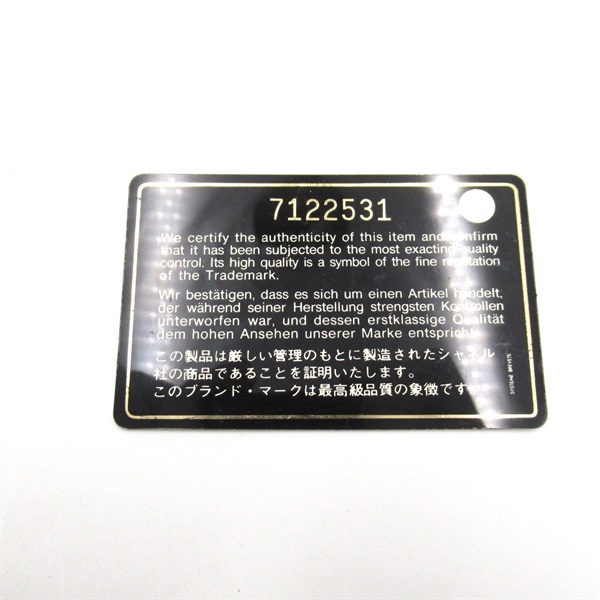 7122531
We certify the authenticity of this item and confirm
that it has been subjected to the most exacting quality
control. Its high quality is a symbol of the fine reputation
of the Trademark.
Wir bestätigen, dass es sich um einen Artikel handelt,
der während seiner Herstellung strengsten Kontrollen
unterworfen war, und dessen erstklassige Qualität
dem hohen Ansehen unserer Marke entspricht.
この製品は厳しい管理のもとに製造されたシャネル
社の商品であることを証明いたします。
このブランド・マークは最高級品質の象徴です。
SYSTEME BREVETE